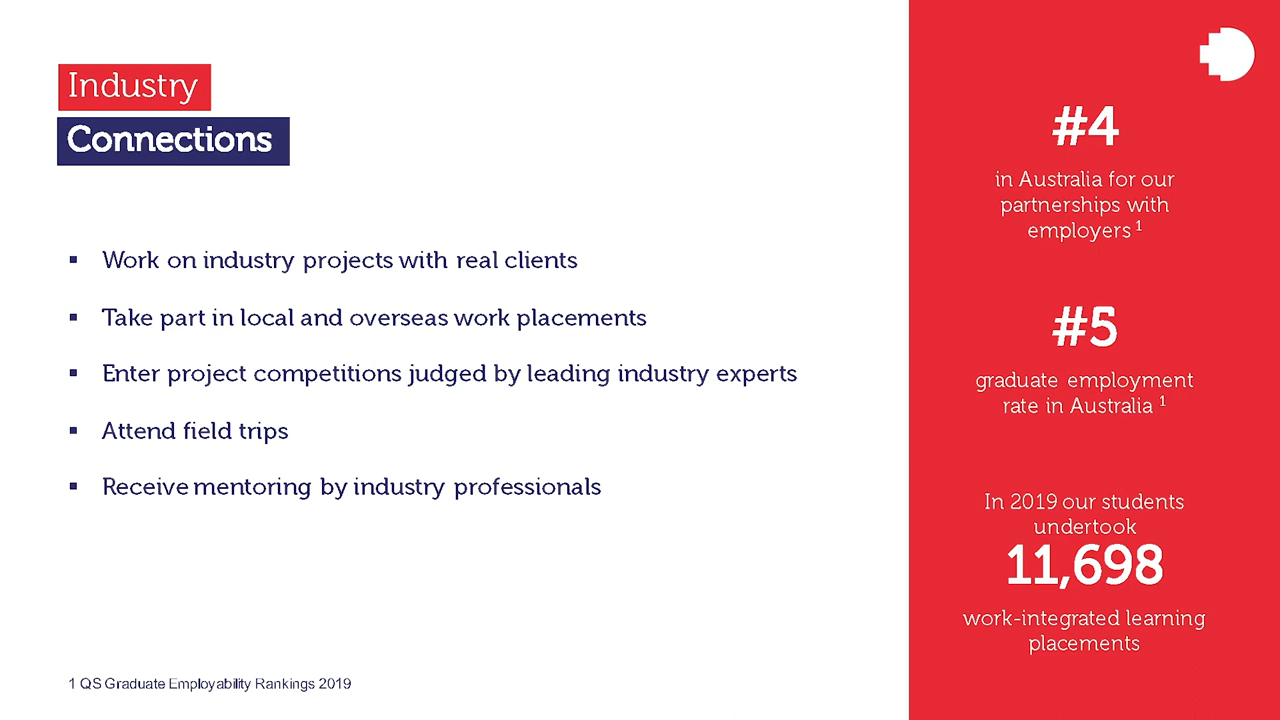 Industry
Connections
▪ Work on industry projects with real clients
▪ Take part in local and overseas work placements
▪ Enter project competitions judged by leading industry experts
▪ Attend field trips
▪ Receive mentoring by industry professionals
1 QS Graduate Employability Rankings 2019
#4
in Australia for our
partnerships with
employers ¹
#5
graduate employment
rate in Australia ¹
In 2019 our students
undertook
11,698
work-integrated learning
placements